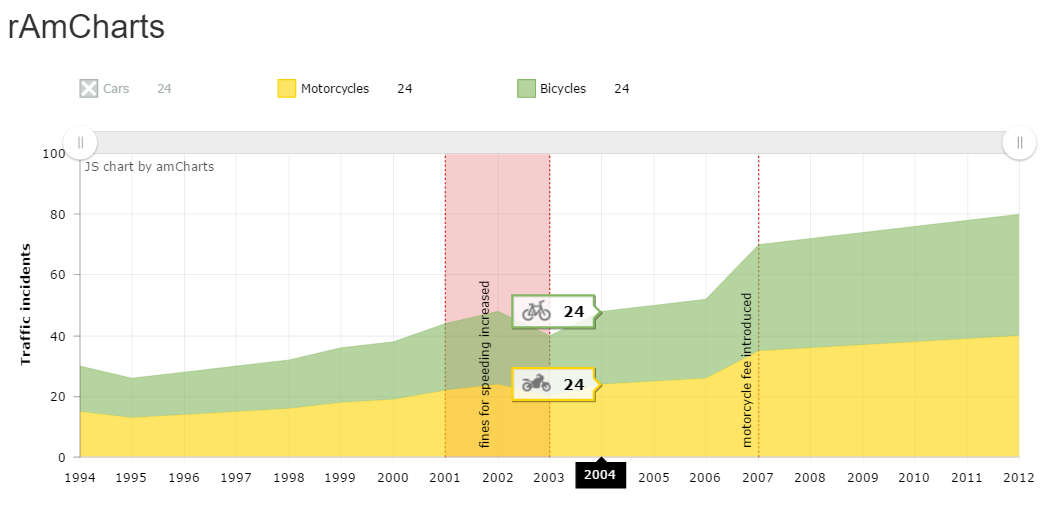 rAmCharts
Cars 24 Motorcycles 24 Bicycles 24
100
JS chart by amCharts
80
60
40
20
0
Traffic incidents
fines for speeding increased
24
24
motorcycle fee introduced
1994 1995 1996 1997 1998 1999 2000 2001 2002 2003 2004 2005 2006 2007 2008 2009 2010 2011 2012